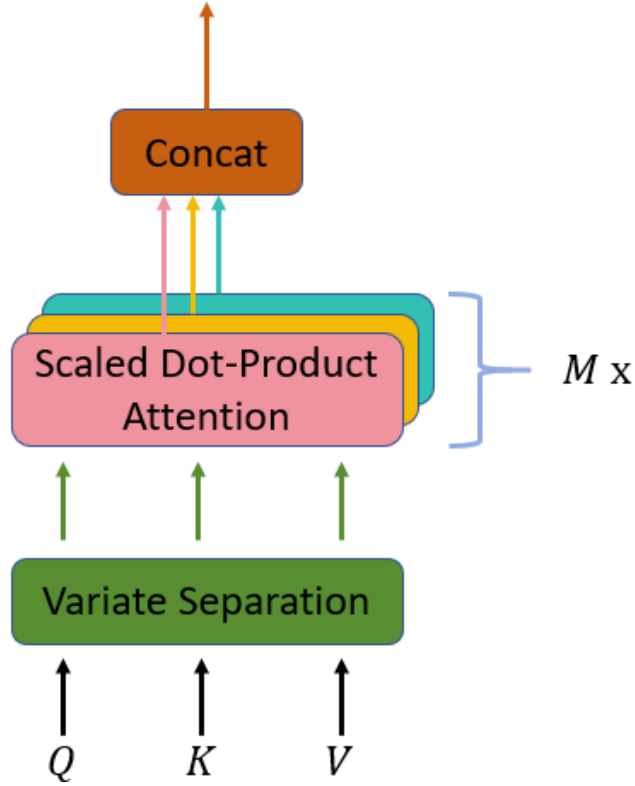 Concat
Scaled Dot-Product
Attention
M x
Variate Separation
Q K V